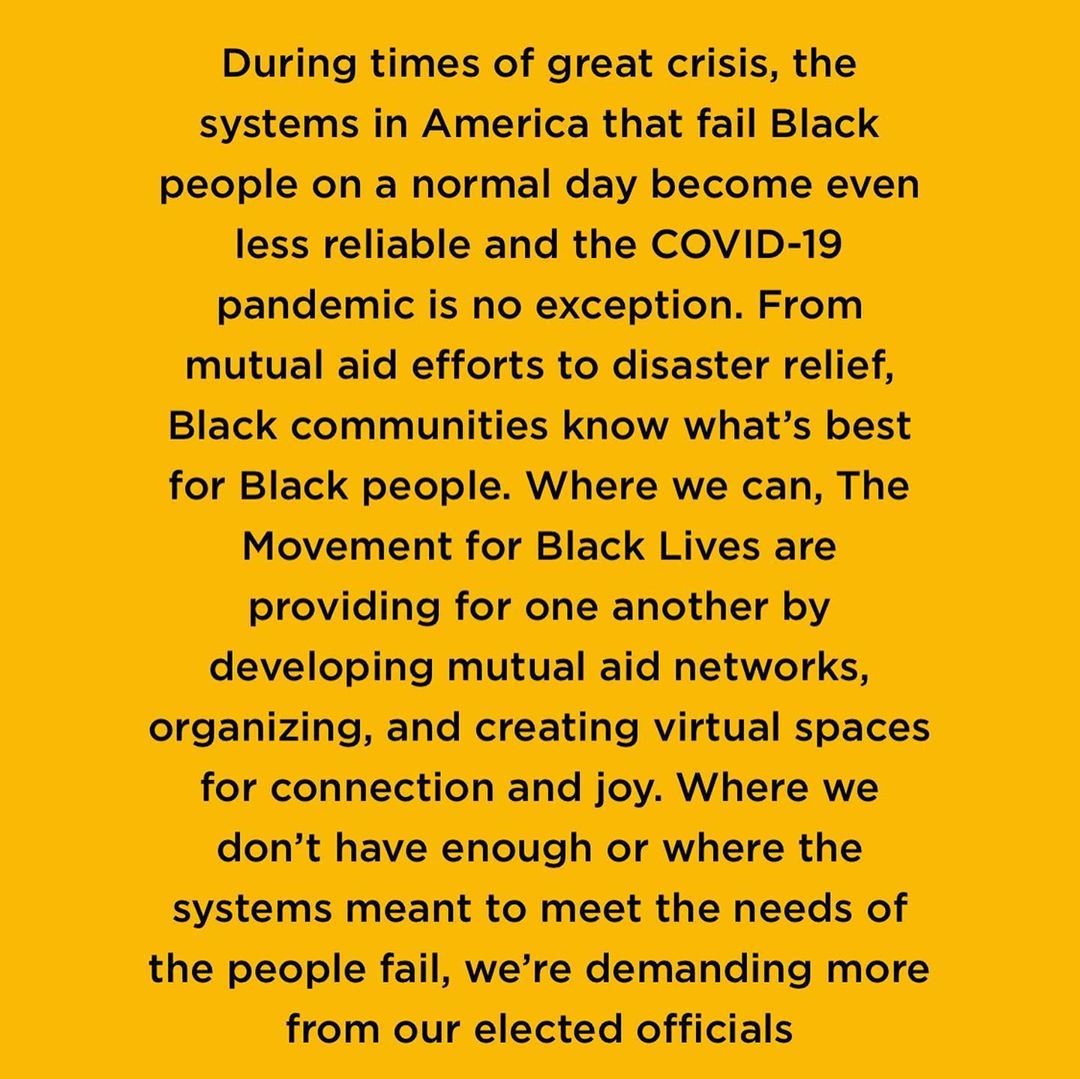 During times of great crisis, the
systems in America that fail Black
people on a normal day become even
less reliable and the COVID-19
pandemic is no exception. From
mutual aid efforts to disaster relief,
Black communities know what’s best
for Black people. Where we can, The
Movement for Black Lives are
providing for one another by
developing mutual aid networks,
organizing, and creating virtual spaces
for connection and joy. Where we
don’t have enough or where the
systems meant to meet the needs of
the people fail, we’re demanding more
from our elected officials